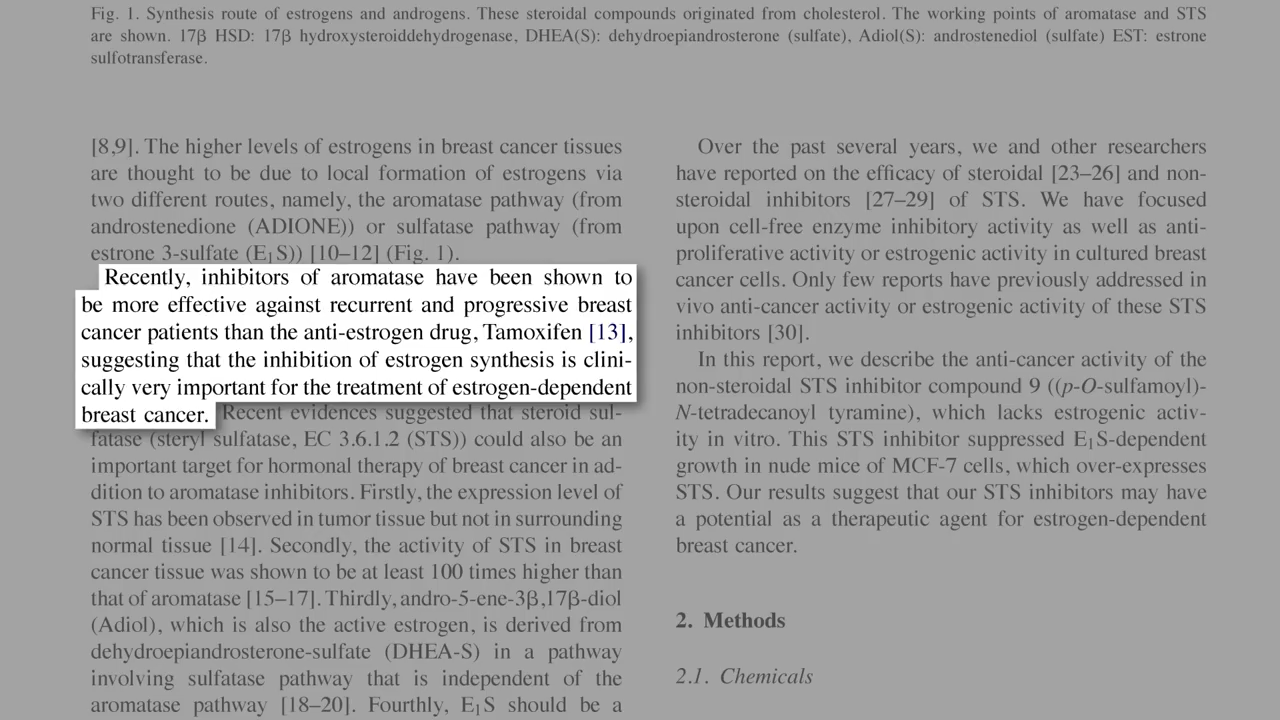 Fig. 1. Synthesis route of estrogens and androgens. These steroidal compounds originated from cholesterol. The working points of aromatase and STS
are shown. 17β HSD: 17β hydroxysteroiddehydrogenase, DHEA(S): dehydroepiandrosterone (sulfate), Adiol(S): androstenediol (sulfate) EST: estrone
sulfotransferase.
[8,9]. The higher levels of estrogens in breast cancer tissues
are thought to be due to local formation of estrogens via
two different routes, namely, the aromatase pathway (from
androstenedione (ADIONE)) or sulfatase pathway (from
estrone 3-sulfate (E₁S)) [10–12] (Fig. 1).
Recently, inhibitors of aromatase have been shown to
be more effective against recurrent and progressive breast
cancer patients than the anti-estrogen drug, Tamoxifen [13],
suggesting that the inhibition of estrogen synthesis is clini-
cally very important for the treatment of estrogen-dependent
breast cancer. Recent evidences suggested that steroid sul-
fatase (steryl sulfatase, EC 3.6.1.2 (STS)) could also be an
important target for hormonal therapy of breast cancer in ad-
dition to aromatase inhibitors. Firstly, the expression level of
STS has been observed in tumor tissue but not in surrounding
normal tissue [14]. Secondly, the activity of STS in breast
cancer tissue was shown to be at least 100 times higher than
that of aromatase [15–17]. Thirdly, andro-5-ene-3β,17β-diol
(Adiol), which is also the active estrogen, is derived from
dehydroepiandrosterone-sulfate (DHEA-S) in a pathway
involving sulfatase pathway that is independent of the
aromatase pathway [18–20]. Fourthly, E₁S should be a
Over the past several years, we and other researchers
have reported on the efficacy of steroidal [23–26] and non-
steroidal inhibitors [27–29] of STS. We have focused
upon cell-free enzyme inhibitory activity as well as anti-
proliferative activity or estrogenic activity in cultured breast
cancer cells. Only few reports have previously addressed in
vivo anti-cancer activity or estrogenic activity of these STS
inhibitors [30].
In this report, we describe the anti-cancer activity of the
non-steroidal STS inhibitor compound 9 ((p-O-sulfamoyl)-
N-tetradecanoyl tyramine), which lacks estrogenic activ-
ity in vitro. This STS inhibitor suppressed E₁S-dependent
growth in nude mice of MCF-7 cells, which over-expresses
STS. Our results suggest that our STS inhibitors may have
a potential as a therapeutic agent for estrogen-dependent
breast cancer.
2. Methods
2.1. Chemicals